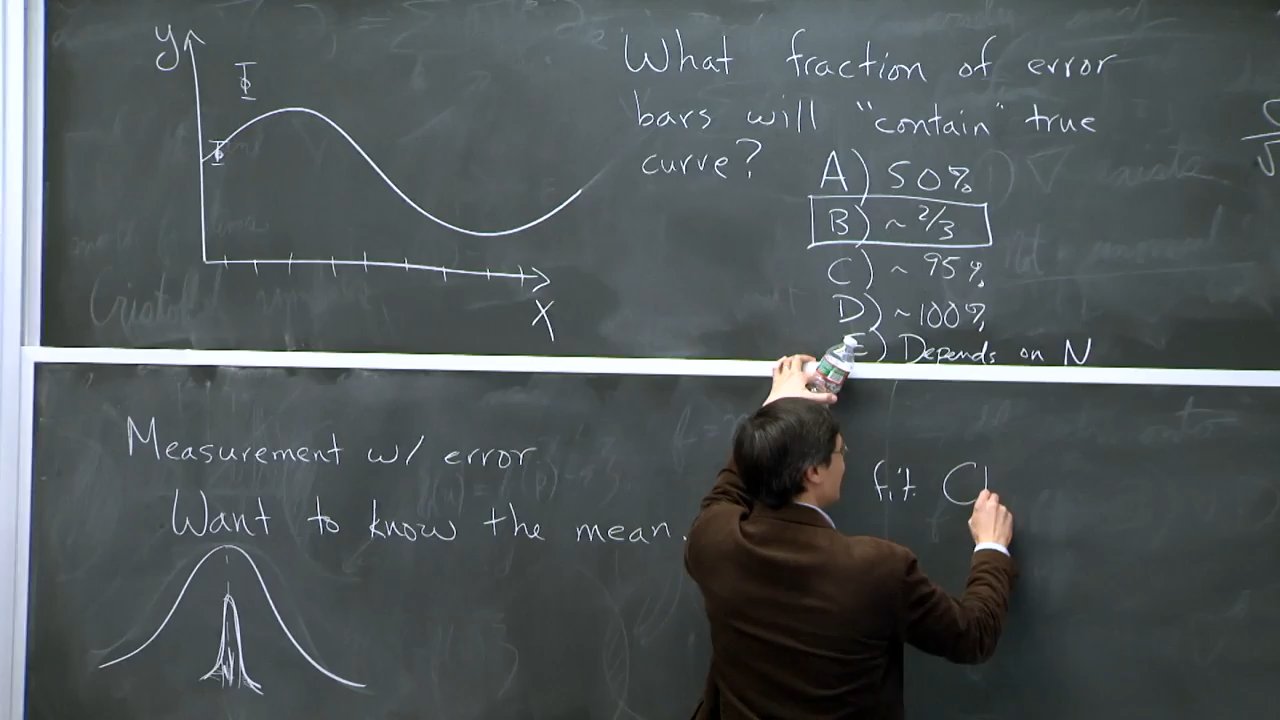 y
What fraction of error
bars will "contain" true
curve?
A) 50%
B) ~ 2/3
C) ~ 95%
D) ~100%
E) Depends on N
X
Measurement w/ error
Want to know the mean.
fit C